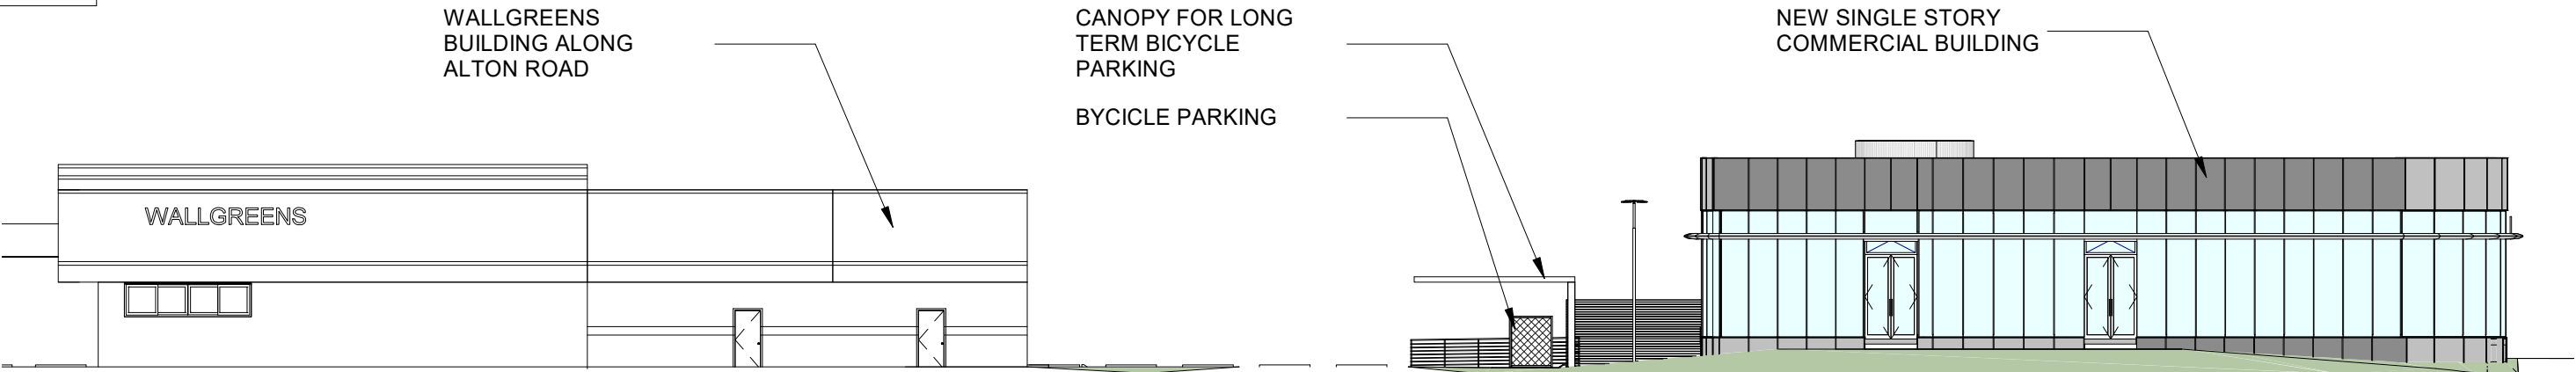 WALLGREENS
BUILDING ALONG
ALTON ROAD
CANOPY FOR LONG
TERM BICYCLE
PARKING
BYCICLE PARKING
NEW SINGLE STORY
COMMERCIAL BUILDING
WALLGREENS